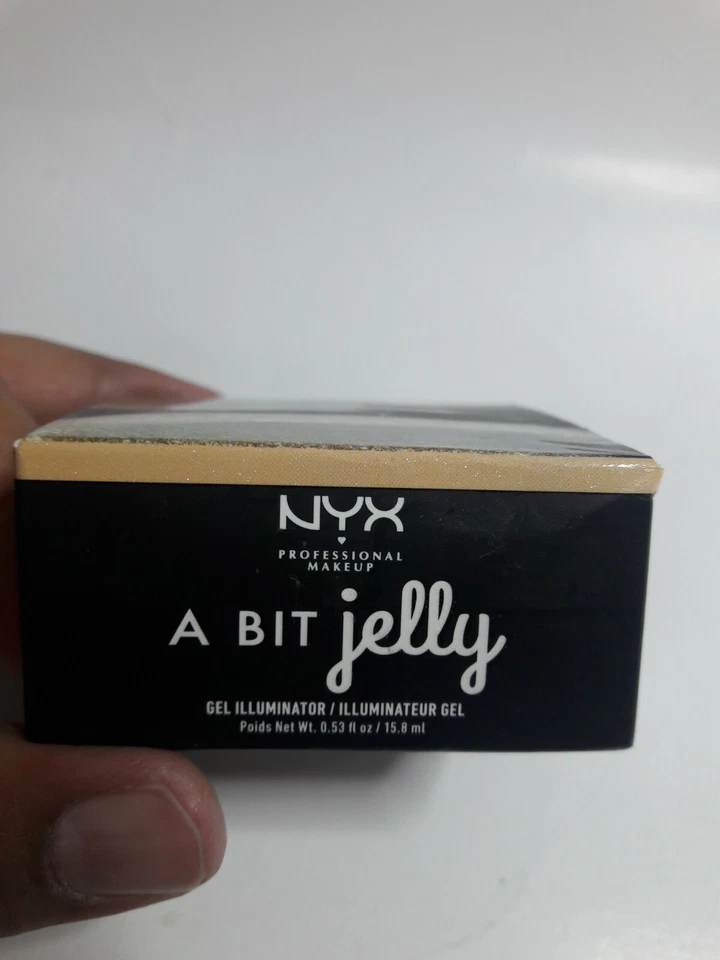 NYX
PROFESSIONAL
MAKEUP
A BIT jelly
GEL ILLUMINATOR / ILLUMINATEUR GEL
Poids Net Wt. 0.53 fl oz / 15.8 ml